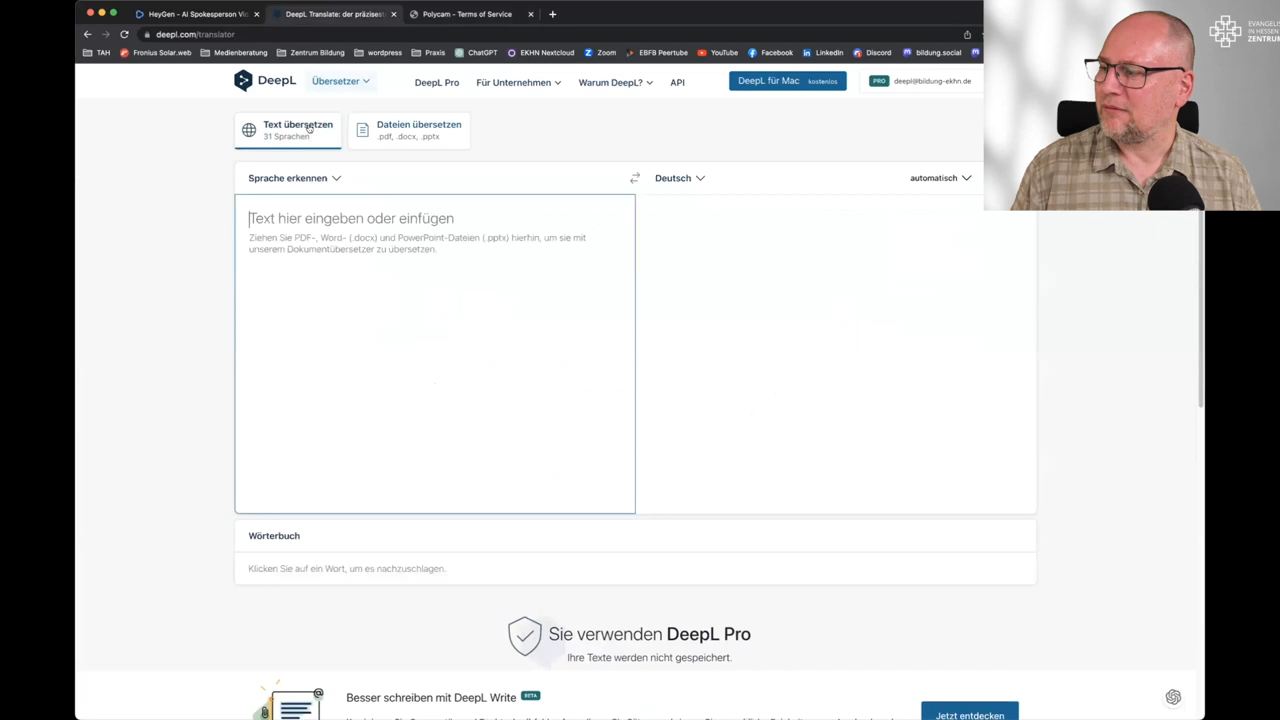 HeyGen - AI Spokesperson Vi
DeepL Translate: der präzises
Polycam - Terms of Service
deepl.com/translator
TAH
Fronius Solar.web
Medienberatung
Zentrum Bildung
wordpress
Praxis
ChatGPT
EKHN Nextcloud
Zoom
EBFB Peertube
YouTube
Facebook
LinkedIn
Discord
bildung.social
EVANGELIS
IN HESSEN
ZENTRUM
DeepL
Übersetzer
DeepL Pro
Für Unternehmen
Warum DeepL?
API
DeepL für Mac kostenlos
PRO deepl@bildung-ekhn.de
Text übersetzen
31 Sprachen
Dateien übersetzen
.pdf, .docx, .pptx
Sprache erkennen
Deutsch
automatisch
Text hier eingeben oder einfügen
Ziehen Sie PDF-, Word- (.docx) und PowerPoint-Dateien (.pptx) hierhin, um sie mit
unserem Dokumentübersetzer zu übersetzen.
Wörterbuch
Klicken Sie auf ein Wort, um es nachzuschlagen.
Sie verwenden DeepL Pro
Ihre Texte werden nicht gespeichert.
Besser schreiben mit DeepL Write BETA
Jetzt entdecken